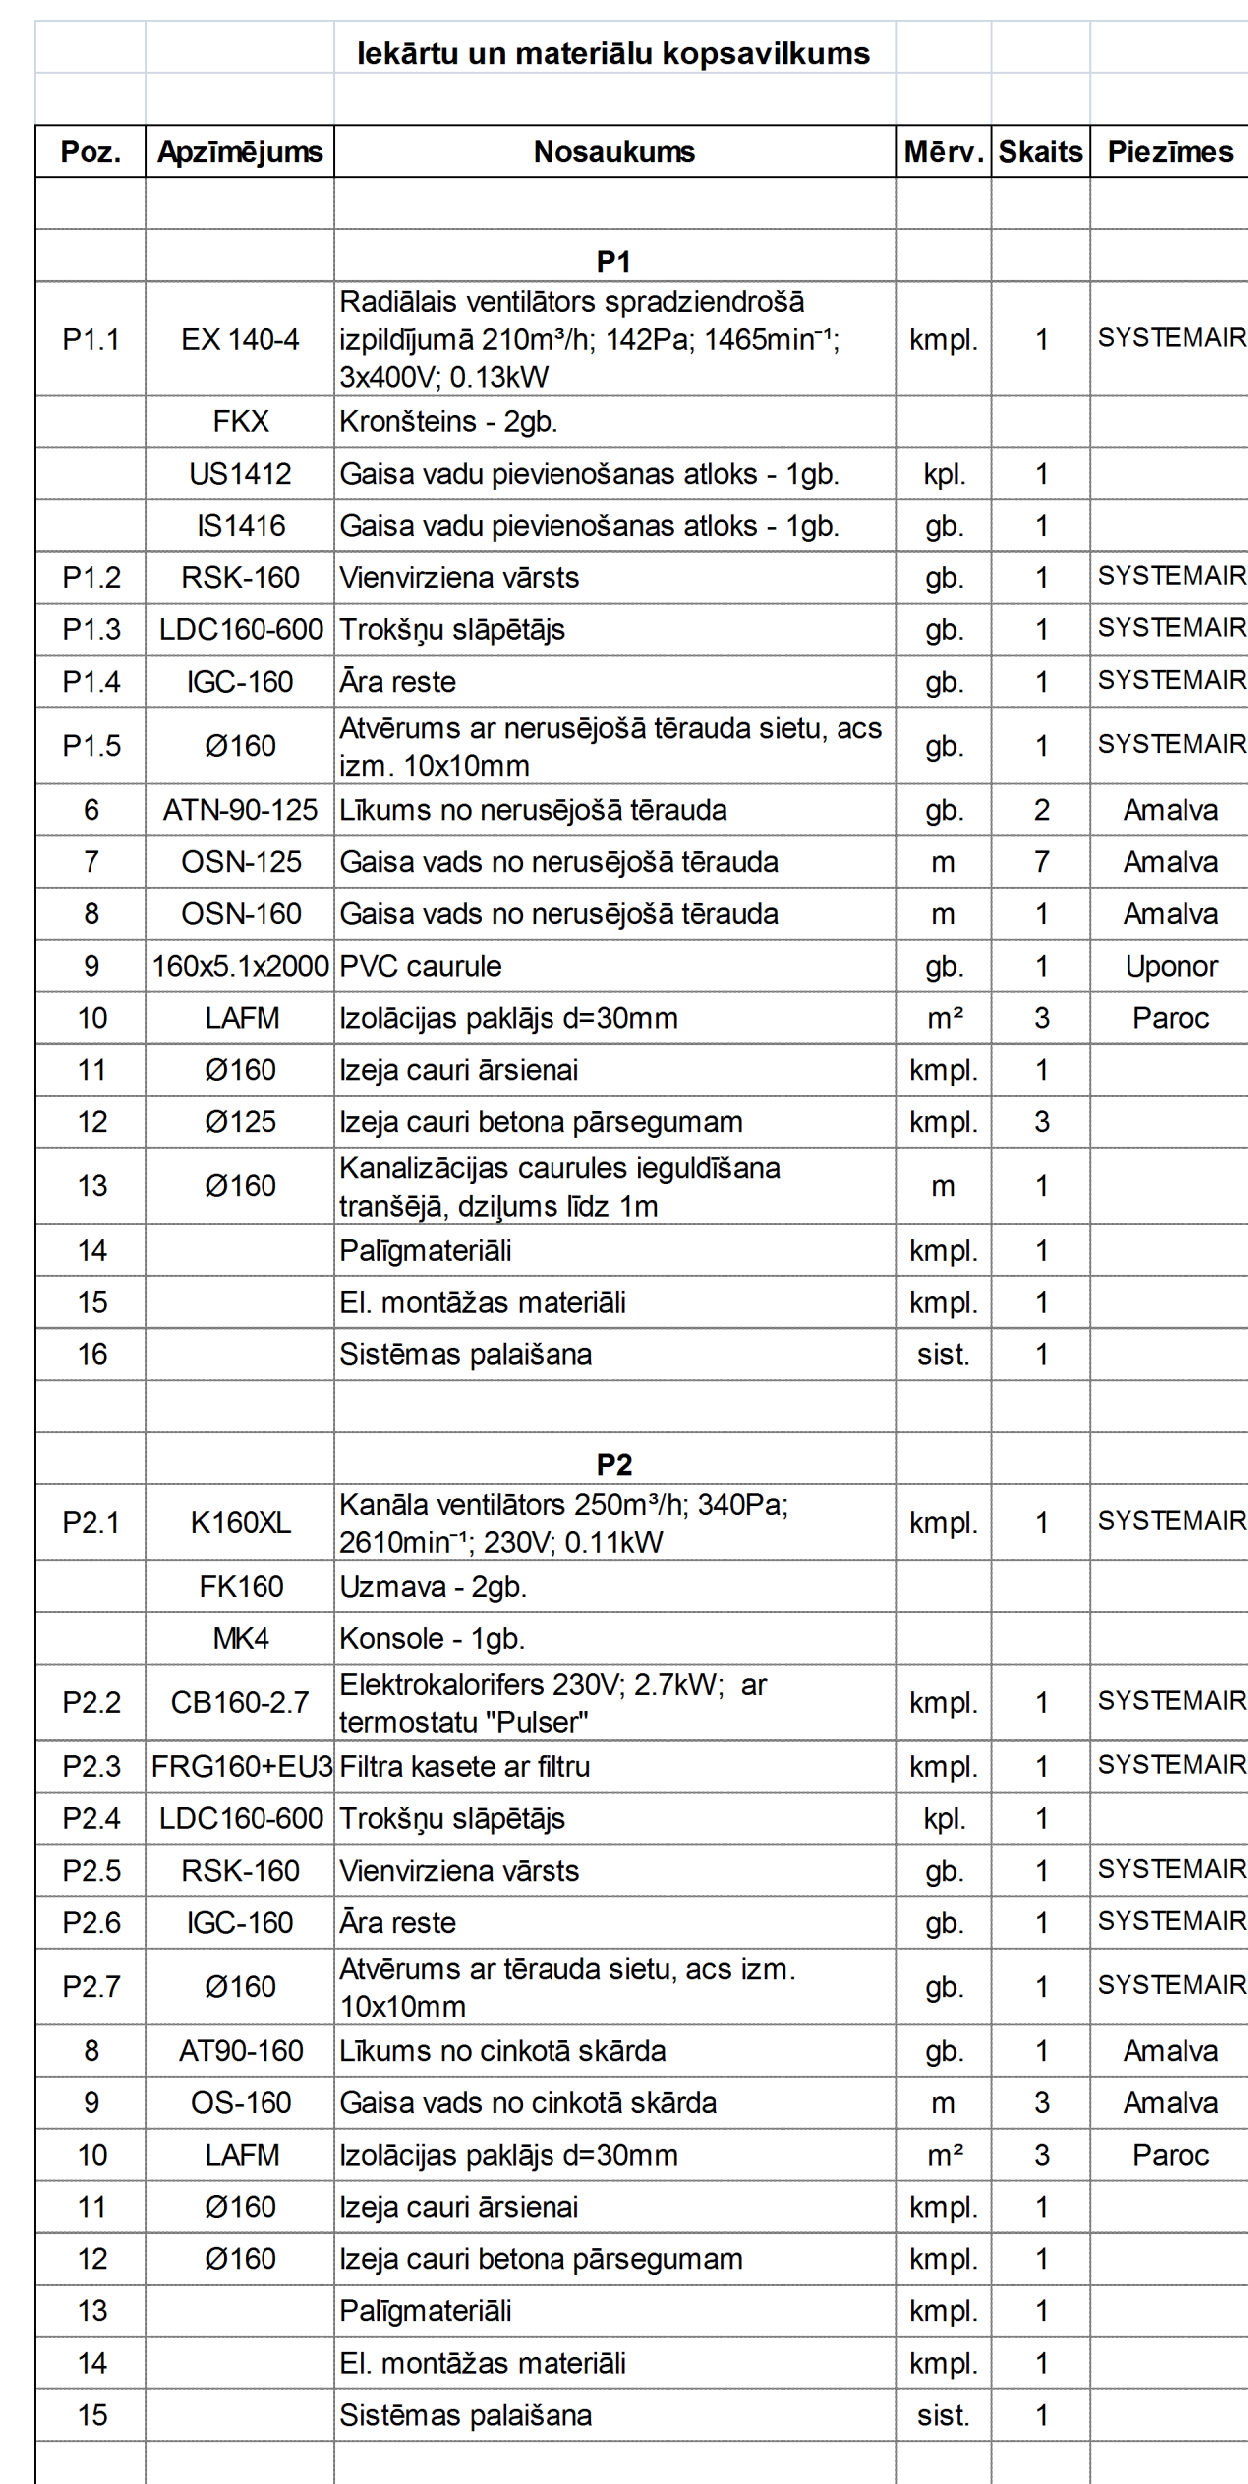 Iekārtu un materiālu kopsavilkums
Poz. Apzīmējums Nosaukums Mērv. Skaits Piezīmes
P1
P1.1 EX 140-4 Radiālais ventilātors spradziendrošā izpildījumā 210m³/h; 142Pa; 1465min⁻¹; 3x400V; 0.13kW kmpl. 1 SYSTEMAIR
FKX Kronšteins - 2gb.
US1412 Gaisa vadu pievienošanas atloks - 1gb. kpl. 1
IS1416 Gaisa vadu pievienošanas atloks - 1gb. gb. 1
P1.2 RSK-160 Vienvirziena vārsts gb. 1 SYSTEMAIR
P1.3 LDC160-600 Trokšņu slāpētājs gb. 1 SYSTEMAIR
P1.4 IGC-160 Āra reste gb. 1 SYSTEMAIR
P1.5 Ø160 Atvērums ar nerusējošā tērauda sietu, acs izm. 10x10mm gb. 1 SYSTEMAIR
6 ATN-90-125 Līkums no nerusējošā tērauda gb. 2 Amalva
7 OSN-125 Gaisa vads no nerusējošā tērauda m 7 Amalva
8 OSN-160 Gaisa vads no nerusējošā tērauda m 1 Amalva
9 160x5.1x2000 PVC caurule gb. 1 Uponor
10 LAFM Izolācijas paklājs d=30mm m² 3 Paroc
11 Ø160 Izeja cauri ārsienai kmpl. 1
12 Ø125 Izeja cauri betona pārsegumam kmpl. 3
13 Ø160 Kanalizācijas caurules ieguldīšana tranšējā, dziļums līdz 1m m 1
14 Palīgmateriāli kmpl. 1
15 El. montāžas materiāli kmpl. 1
16 Sistēmas palaišana sist. 1
P2
P2.1 K160XL Kanāla ventilātors 250m³/h; 340Pa; 2610min⁻¹; 230V; 0.11kW kmpl. 1 SYSTEMAIR
FK160 Uzmava - 2gb.
MK4 Konsole - 1gb.
P2.2 CB160-2.7 Elektrokalorifers 230V; 2.7kW; ar termostatu "Pulser" kmpl. 1 SYSTEMAIR
P2.3 FRG160+EU3 Filtra kasete ar filtru kmpl. 1 SYSTEMAIR
P2.4 LDC160-600 Trokšņu slāpētājs kpl. 1
P2.5 RSK-160 Vienvirziena vārsts gb. 1 SYSTEMAIR
P2.6 IGC-160 Āra reste gb. 1 SYSTEMAIR
P2.7 Ø160 Atvērums ar tērauda sietu, acs izm. 10x10mm gb. 1 SYSTEMAIR
8 AT90-160 Līkums no cinkotā skārda gb. 1 Amalva
9 OS-160 Gaisa vads no cinkotā skārda m 3 Amalva
10 LAFM Izolācijas paklājs d=30mm m² 3 Paroc
11 Ø160 Izeja cauri ārsienai kmpl. 1
12 Ø160 Izeja cauri betona pārsegumam kmpl. 1
13 Palīgmateriāli kmpl. 1
14 El. montāžas materiāli kmpl. 1
15 Sistēmas palaišana sist. 1